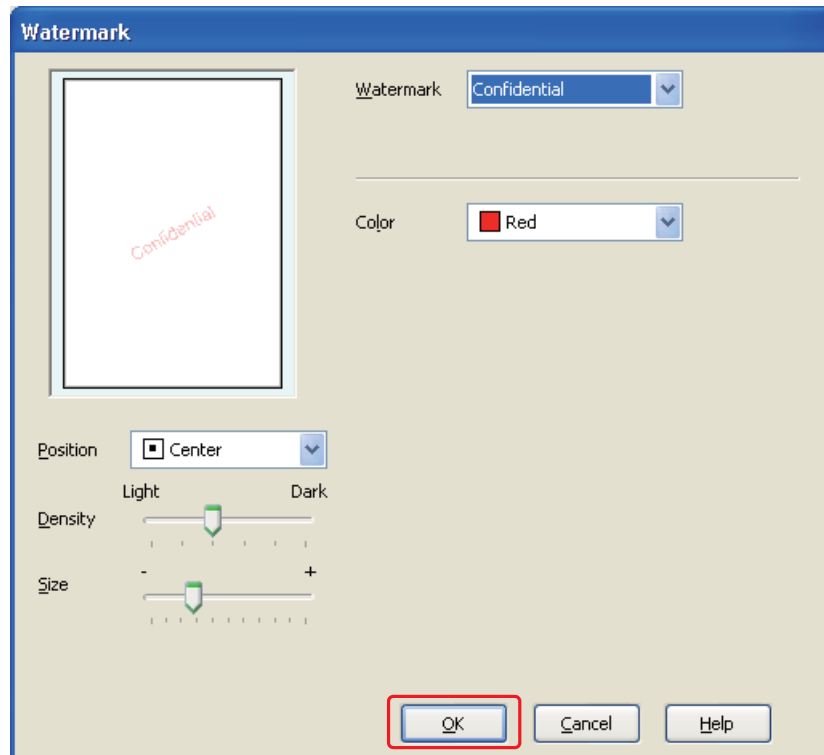 Watermark
Watermark Confidential
Confidential
Color Red
Position Center
Light Dark
Density
- +
Size
OK Cancel Help